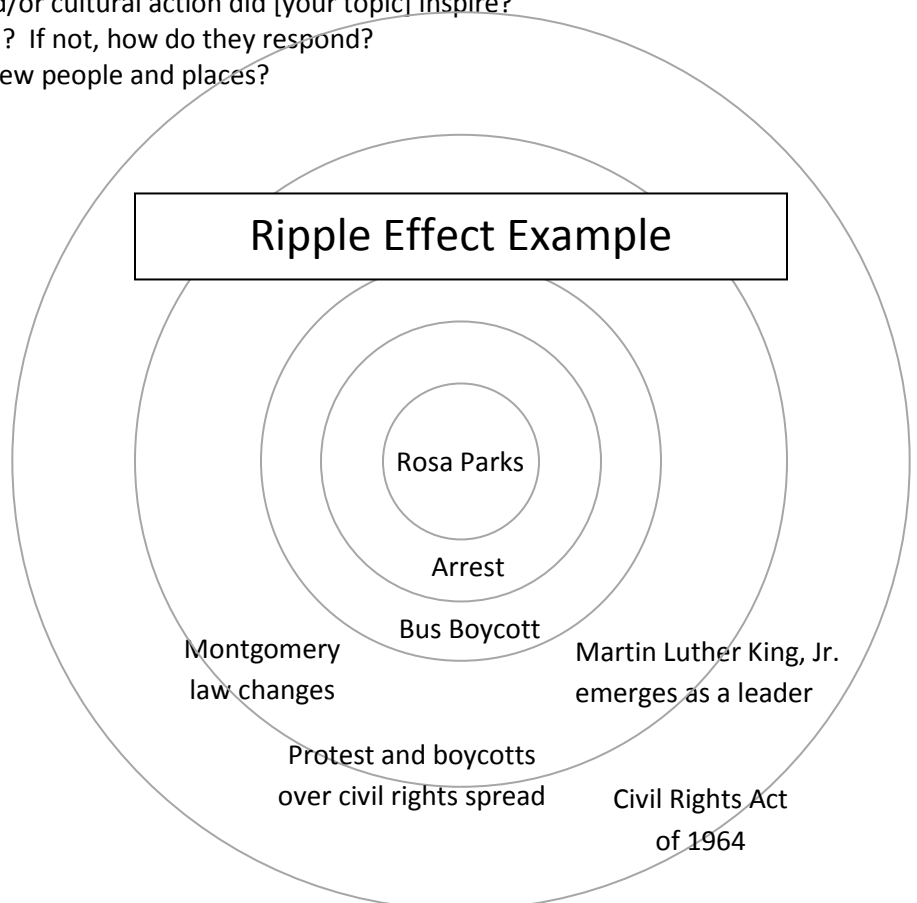 d/or cultural action did [your topic] inspire?
? If not, how do they respond?
ew people and places?
Ripple Effect Example
Rosa Parks
Arrest
Bus Boycott
Montgomery
law changes
Martin Luther King, Jr.
emerges as a leader
Protest and boycotts
over civil rights spread
Civil Rights Act
of 1964